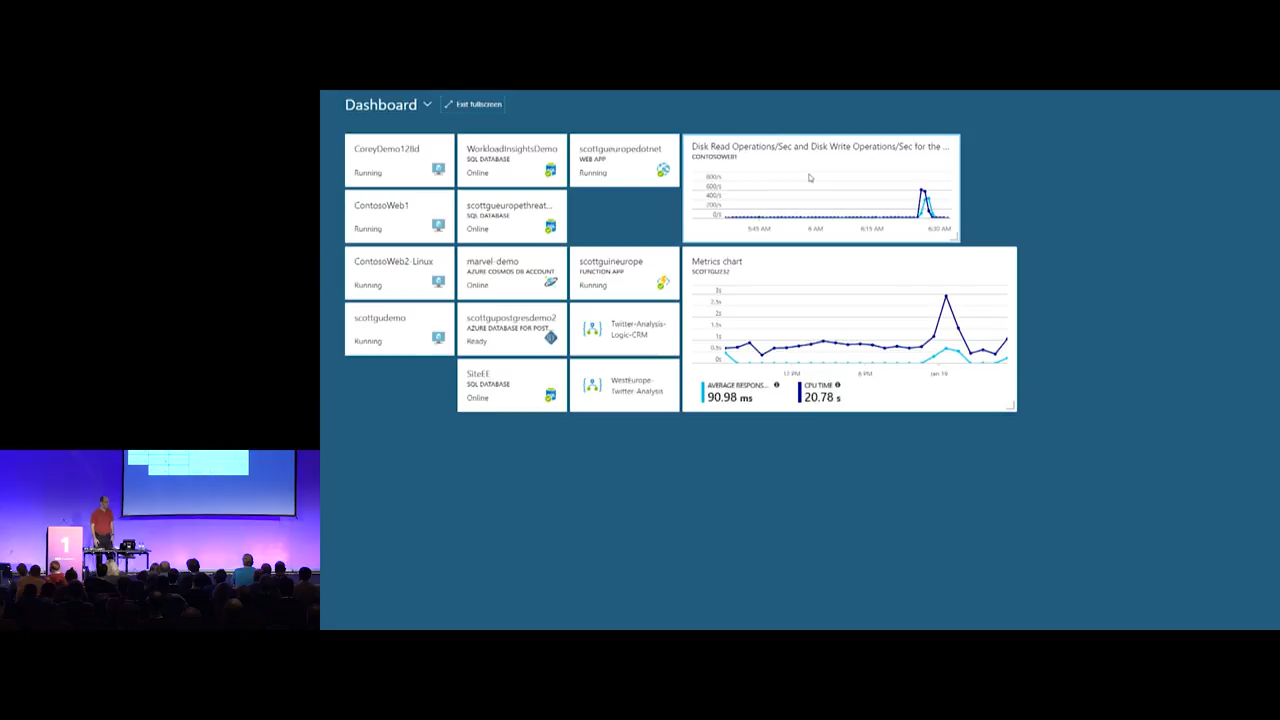 Dashboard
Exit fullscreen
CoreyDemo128d
Running
WorkloadInsightsDemo
SQL DATABASE
Online
scottgueuropedotnet
WEB APP
Running
Disk Read Operations/Sec and Disk Write Operations/Sec for the ...
CONTOSOWEB1
800/s
600/s
400/s
200/s
0/s
5:45 AM
6 AM
6:15 AM
6:30 AM
ContosoWeb1
Running
scottgueuropethreat...
SQL DATABASE
Online
ContosoWeb2-Linux
Running
marvel-demo
AZURE COSMOS DB ACCOUNT
Online
scottguineurope
FUNCTION APP
Running
Metrics chart
SCOTTGU232
3s
2.5s
2s
1.5s
1s
0.5s
0s
12 PM
6 PM
Jan 18
AVERAGE RESPONS...
90.98 ms
CPU TIME
20.78 s
scottgudemo
Running
scottgupostgresdemo2
AZURE DATABASE FOR POST...
Ready
Twitter-Analysis-
Logic-CRM
SiteEE
SQL DATABASE
Online
WestEurope-
Twitter-Analysis
1